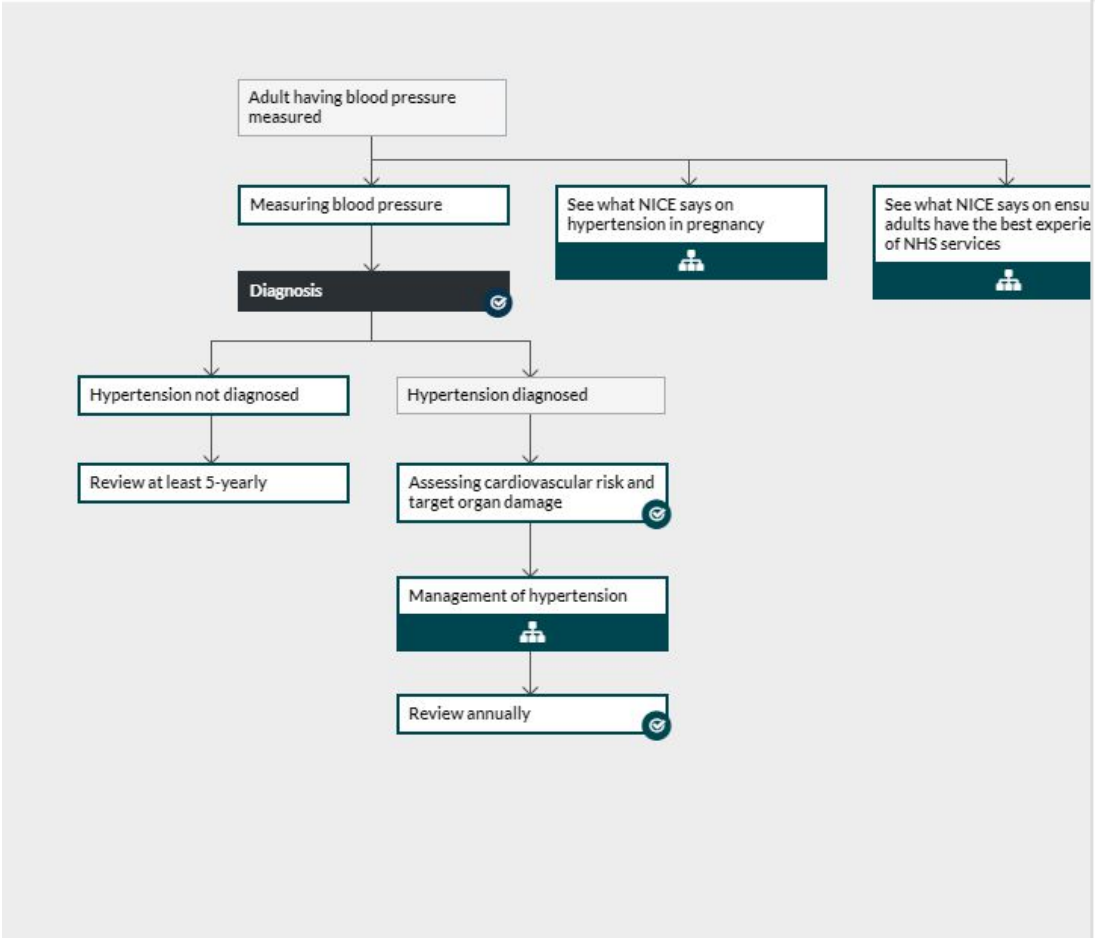 Adult having blood pressure
measured
Measuring blood pressure
See what NICE says on
hypertension in pregnancy
See what NICE says on
adults have the best
of NHS services
Diagnosis
Hypertension not diagnosed
Hypertension diagnosed
Review at least 5-yearly
Assessing cardiovascular risk and
target organ damage
Management of hypertension
Review annually